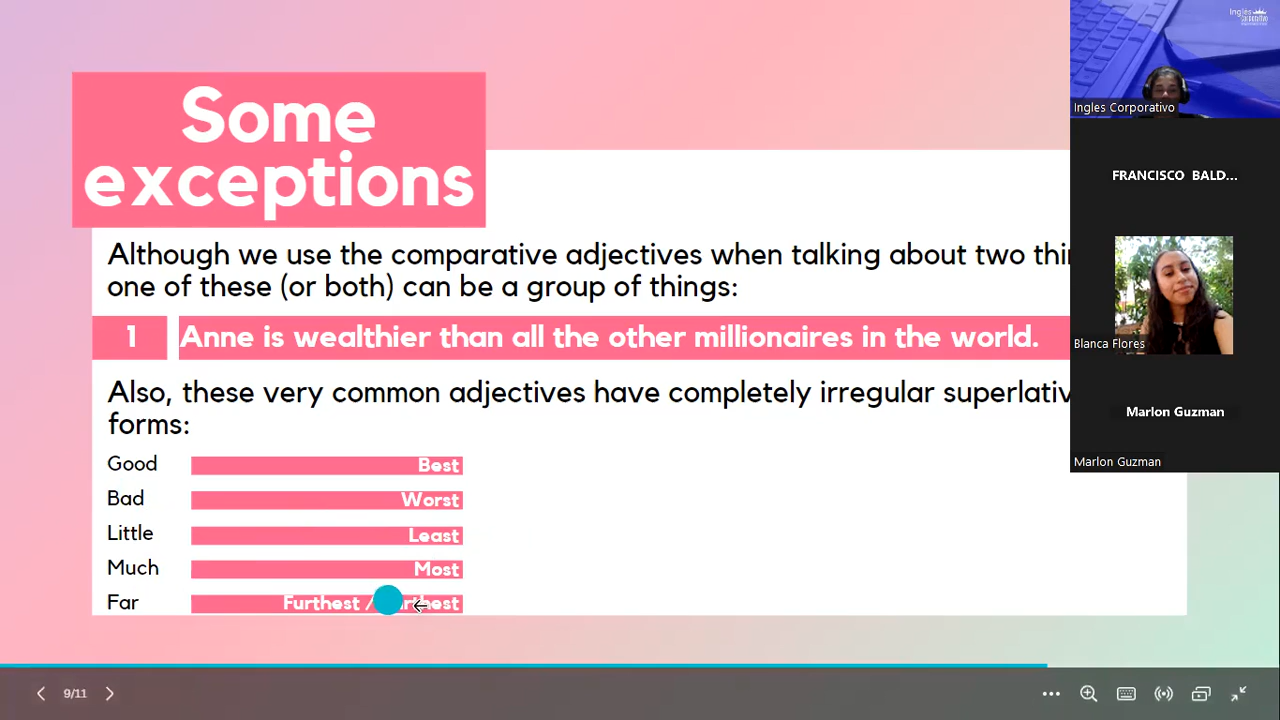 Some
exceptions
Although we use the comparative adjectives when talking about two
one of these (or both) can be a group of things:
1 Anne is wealthier than all the other millionaires in the world.
Also, these very common adjectives have completely irregular
forms:
Good Best
Bad Worst
Little Least
Much Most
Far Furthest /
9/11
Ingles Corporativo
FRANCISCO BALD...
Blanca Flores
Marlon Guzman
Marlon Guzman